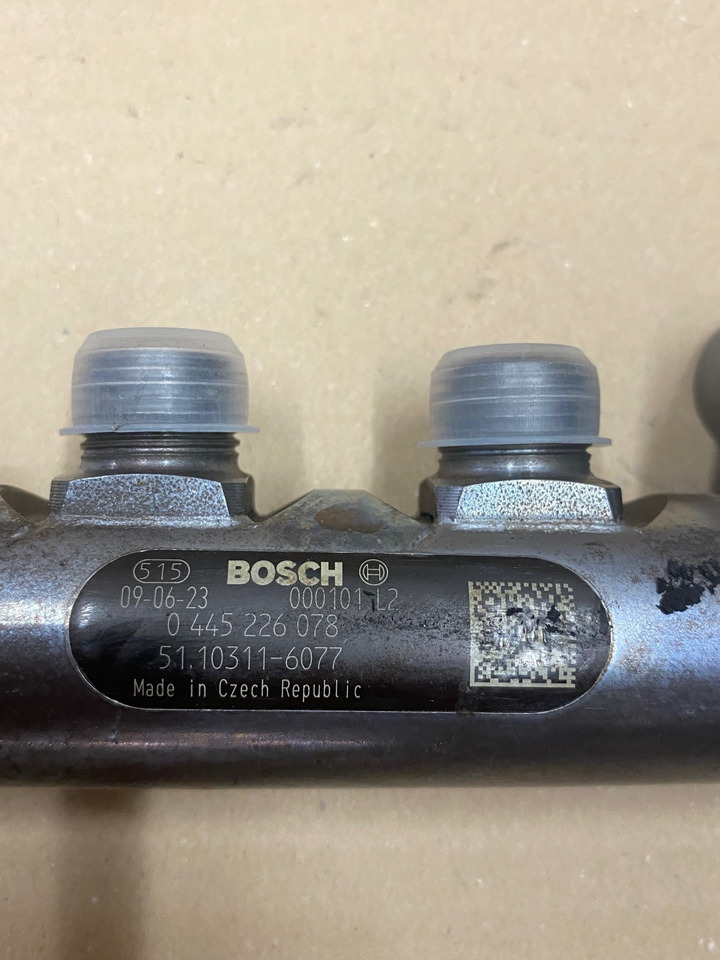 515 BOSCH
09-06-23 000101 L2
0 445 226 078
51.10311-6077
Made in Czech Republic